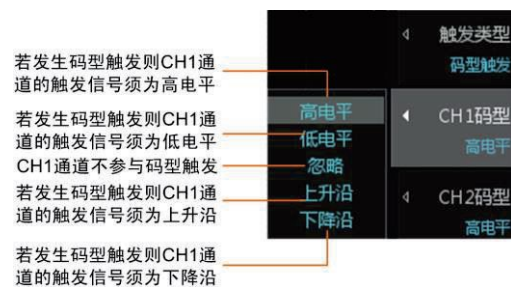 若发生码型触发则CH1通
道的触发信号须为高电平
若发生码型触发则CH1通
道的触发信号须为低电平
CH1通道不参与码型触发
若发生码型触发则CH1通
道的触发信号须为上升沿
若发生码型触发则CH1通
道的触发信号须为下降沿
高电平
低电平
忽略
上升沿
下降沿
触发类型
码型触发
CH1码型
高电平
CH2码型
高电平